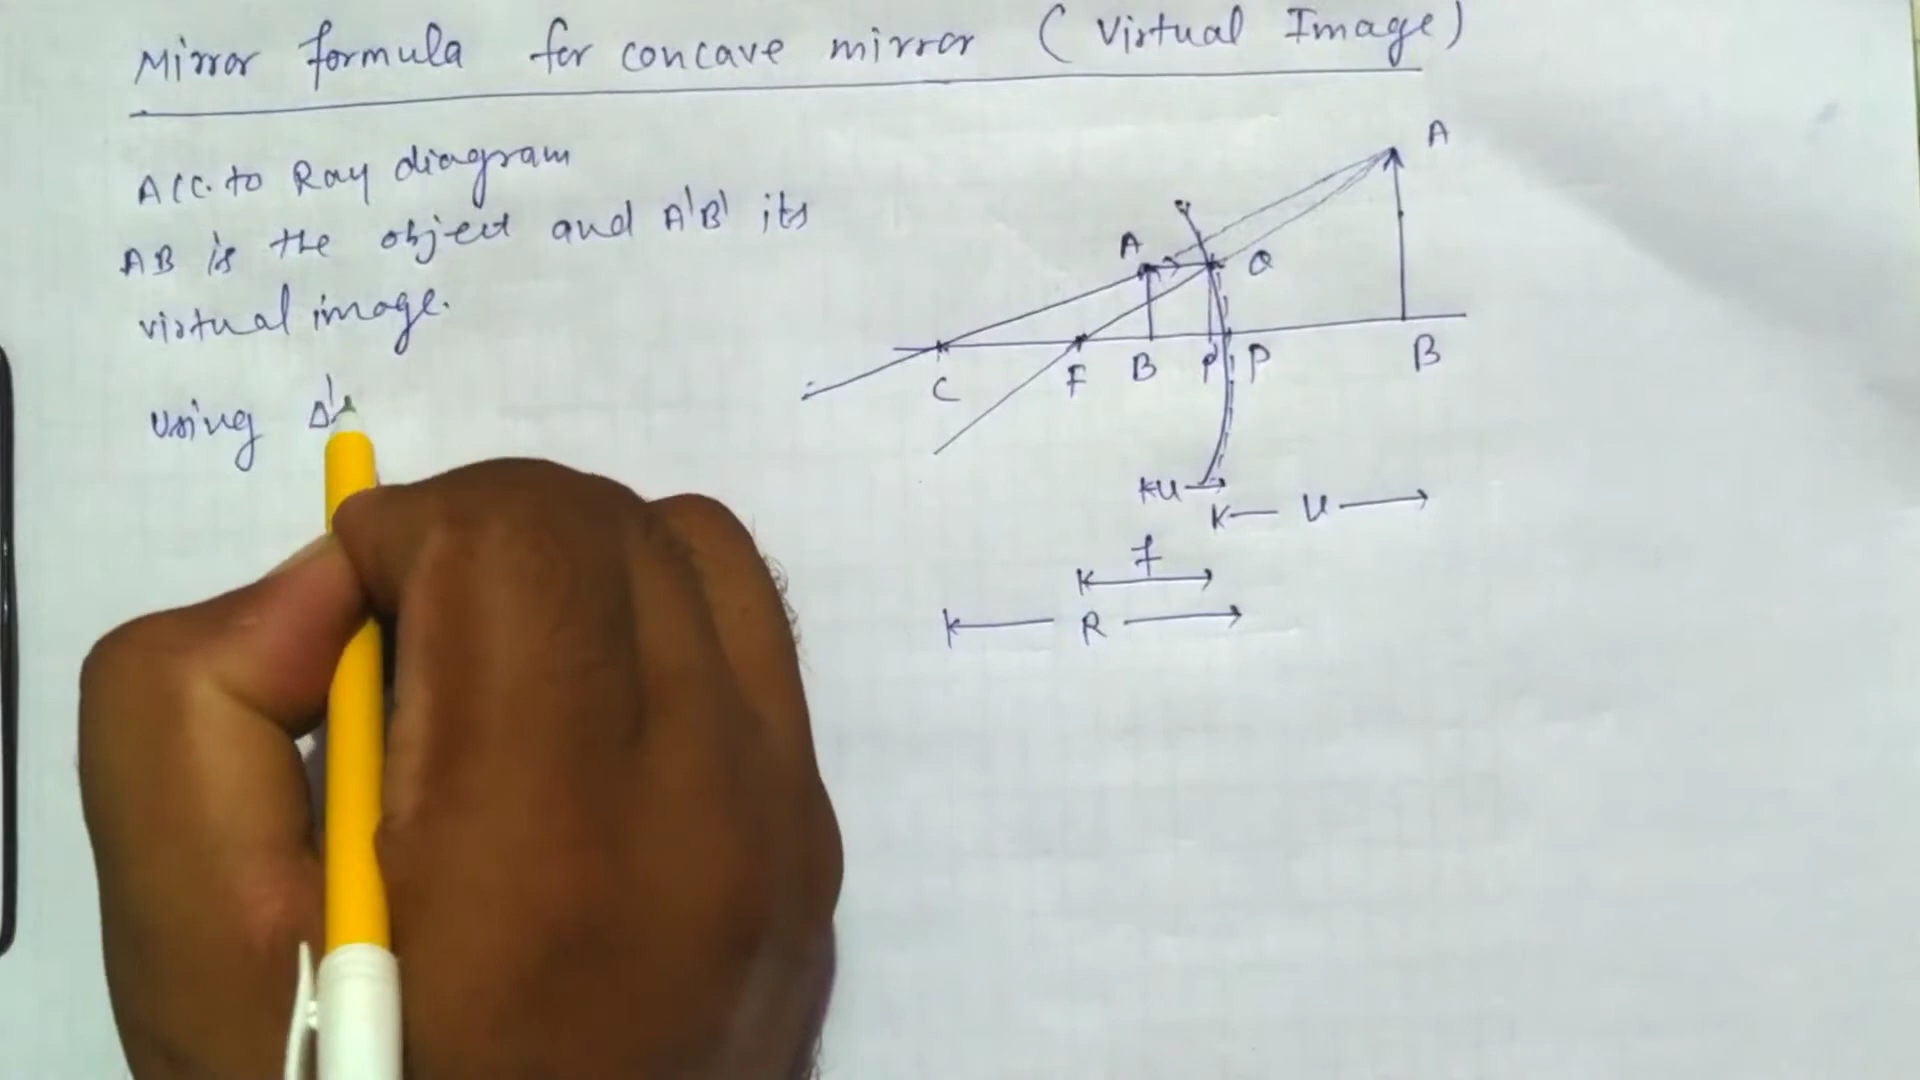 Mirror formula for concave mirror (Virtual Image)
Acc. to Ray diagram
AB is the object and A'B' its
virtual image.
Using Δ's
A
A
Q
C
F
B
P'
P
B
U
U
f
R